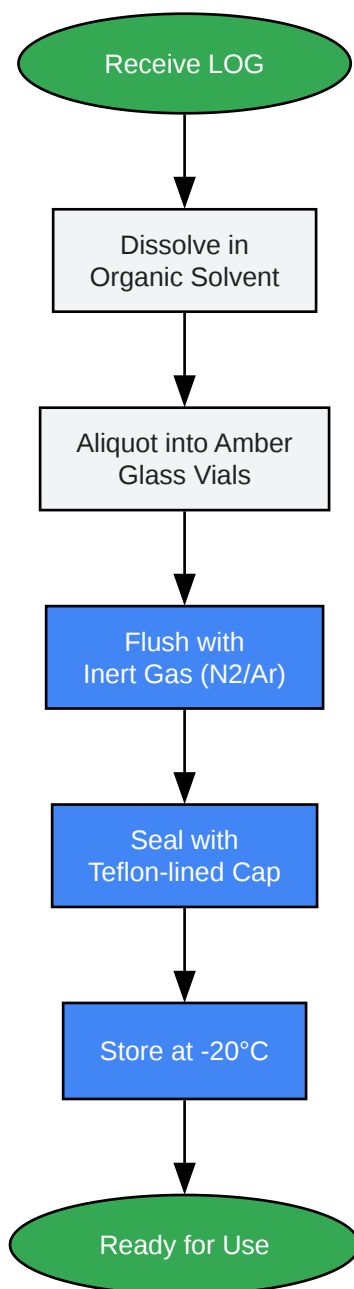 Receive LOG
Dissolve in
Organic Solvent
Aliquot into Amber
Glass Vials
Flush with
Inert Gas (N2/Ar)
Seal with
Teflon-lined Cap
Store at -20°C
Ready for Use